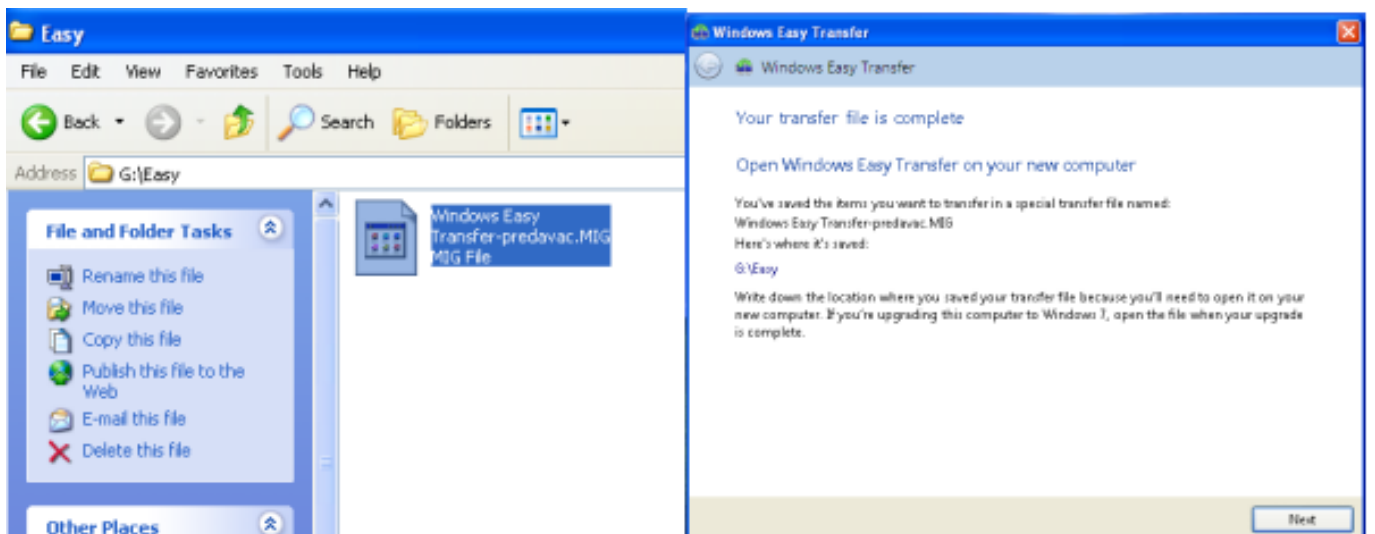 Easy
File Edit View Favorites Tools Help
Back Search Folders
Address G:\Easy
File and Folder Tasks
Rename this file
Move this file
Copy this file
Publish this file to the
Web
E-mail this file
Delete this file
Other Places
Windows Easy
Transfer-predavac.MIG
MIG File
Windows Easy Transfer
Windows Easy Transfer
Your transfer file is complete
Open Windows Easy Transfer on your new computer
You've saved the items you want to transfer in a special transfer file named:
Windows Easy Transfer-predavac.MIG
Here's where it's saved:
G:\Easy
Write down the location where you saved your transfer file because you'll need to open it on your
new computer. If you're upgrading this computer to Windows 7, open the file when your upgrade
is complete.
Next